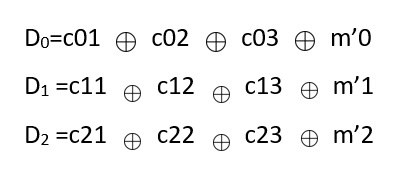 D₀=c01 ⊕ c02 ⊕ c03 ⊕ m’0
D₁ =c11 ⊕ c12 ⊕ c13 ⊕ m’1
D₂ =c21 ⊕ c22 ⊕ c23 ⊕ m’2